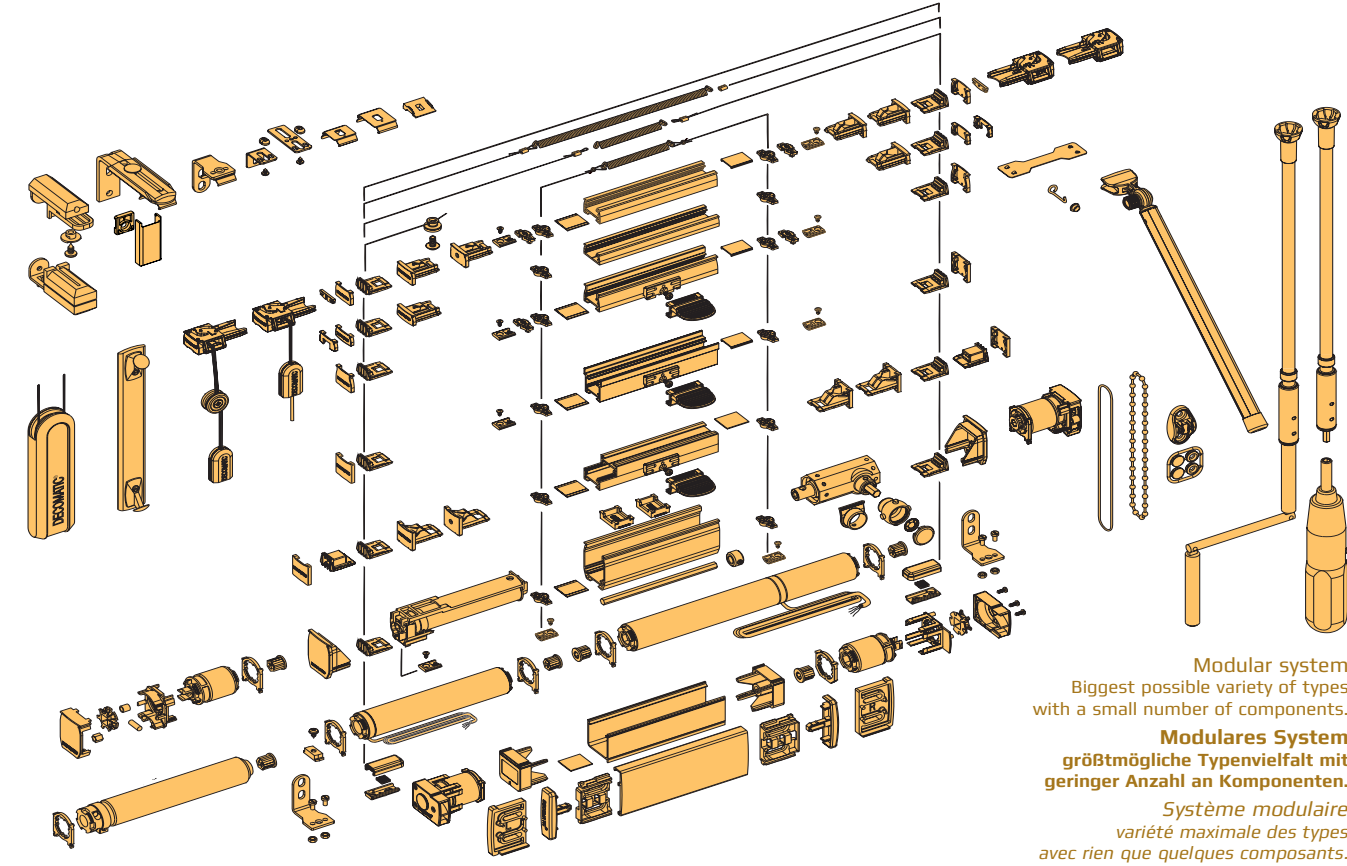 DECOMATIC
Modular system
Biggest possible variety of types
with a small number of components.
Modulares System
größtmögliche Typenvielfalt mit
geringer Anzahl an Komponenten.
Système modulaire
variété maximale des types
avec rien que quelques composants.